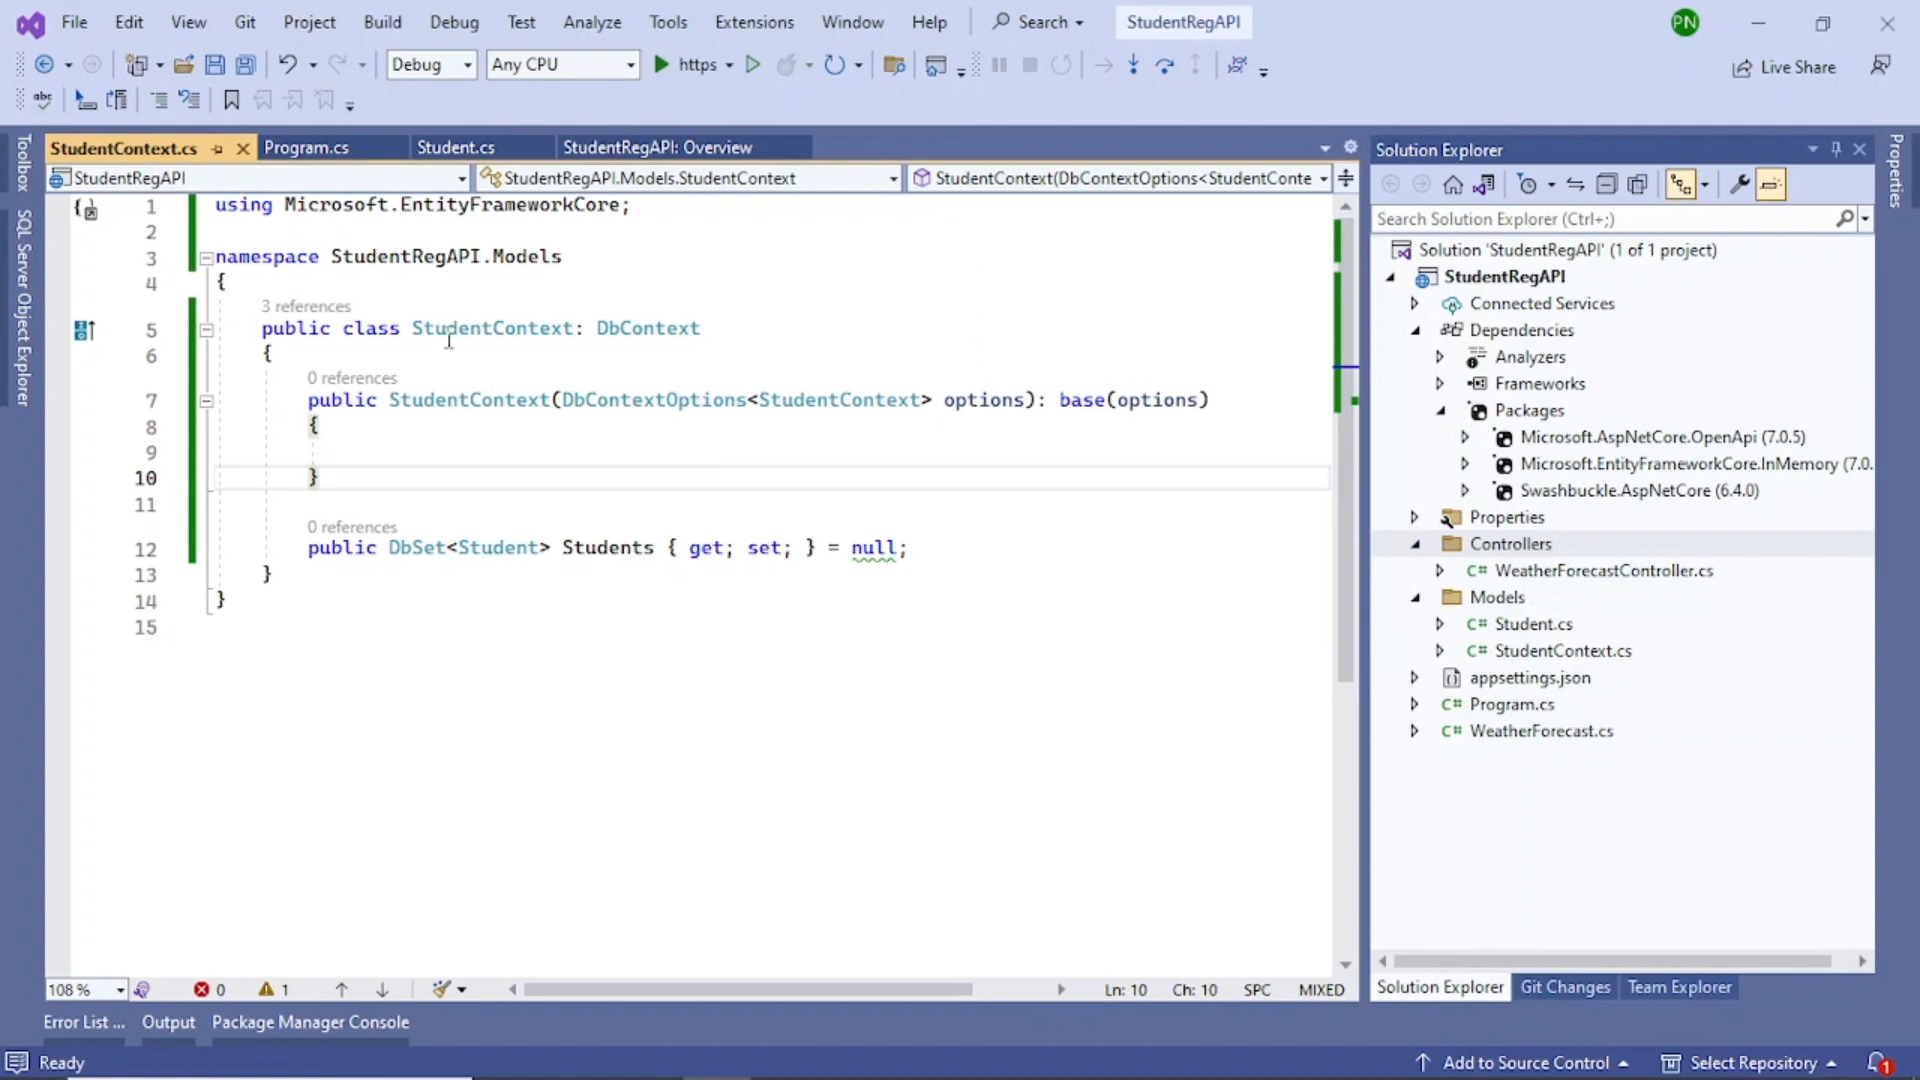 File Edit View Git Project Build Debug Test Analyze Tools Extensions Window Help Search StudentRegAPI PN
Debug Any CPU https Live Share
abc
StudentContext.cs Program.cs Student.cs StudentRegAPI: Overview
StudentRegAPI StudentRegAPI.Models.StudentContext StudentContext(DbContextOptions<StudentConte
Toolbox
SQL Server Object Explorer
1 using Microsoft.EntityFrameworkCore;
2
3 namespace StudentRegAPI.Models
4 {
3 references
5 public class StudentContext: DbContext
6 {
0 references
7 public StudentContext(DbContextOptions<StudentContext> options): base(options)
8 {
9
10 }
11
0 references
12 public DbSet<Student> Students { get; set; } = null;
13 }
14 }
15
108 % 0 1 Ln: 10 Ch: 10 SPC MIXED
Error List ... Output Package Manager Console
Solution Explorer
Search Solution Explorer (Ctrl+;)
Solution 'StudentRegAPI' (1 of 1 project)
StudentRegAPI
Connected Services
Dependencies
Analyzers
Frameworks
Packages
Microsoft.AspNetCore.OpenApi (7.0.5)
Microsoft.EntityFrameworkCore.InMemory (7.0.
Swashbuckle.AspNetCore (6.4.0)
Properties
C# WeatherForecastController.cs
Controllers
Models
C# Student.cs
C# StudentContext.cs
appsettings.json
C# Program.cs
C# WeatherForecast.cs
Solution Explorer Git Changes Team Explorer
Properties
Ready Add to Source Control Select Repository 1